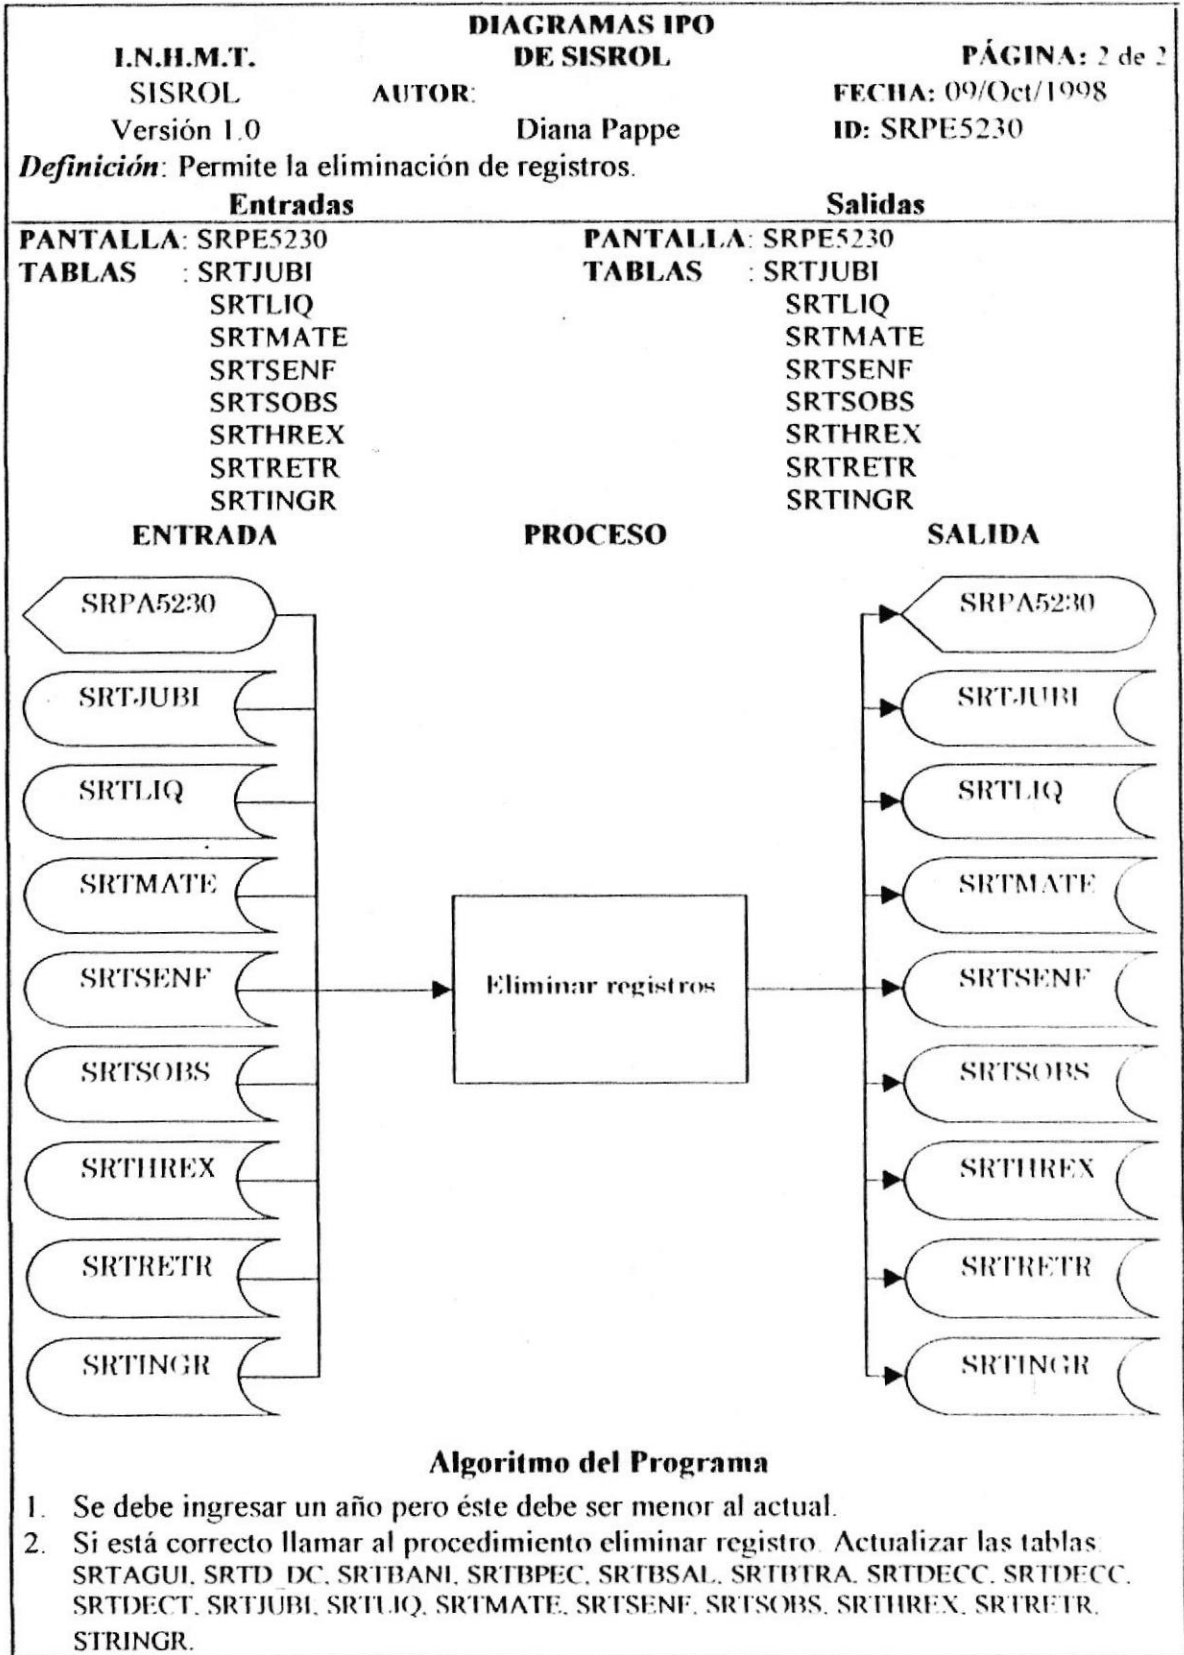 DIAGRAMAS IPO
I.N.H.M.T. DE SISROL PÁGINA: 2 de 2
SISROL AUTOR: FECHA: 09/Oct/1998
Versión 1.0 Diana Pappe ID: SRPE5230
Definición: Permite la eliminación de registros.
Entradas Salidas
PANTALLA: SRPE5230 PANTALLA: SRPE5230
TABLAS : SRTJUBI TABLAS : SRTJUBI
SRTLIQ SRTLIQ
SRTMATE SRTMATE
SRTSENF SRTSENF
SRTSOBS SRTSOBS
SRTHREX SRTHREX
SRTRETR SRTRETR
SRTINGR SRTINGR
ENTRADA PROCESO SALIDA
SRPA5230 SRPA5230
SRTJUBI SRTJUBI
SRTLIQ SRTLIQ
SRTMATE SRTMATE
SRTSENF Eliminar registros SRTSENF
SRTSOBS SRTSOBS
SRTHREX SRTHREX
SRTRETR SRTRETR
SRTINGR SRTINGR
Algoritmo del Programa
1. Se debe ingresar un año pero éste debe ser menor al actual.
2. Si está correcto llamar al procedimiento eliminar registro. Actualizar las tablas:
SRTAGUI, SRTD_DC, SRTBANI, SRTBPEC, SRTBSAL, SRTBTRA, SRTDECC, SRTDECC,
SRTDECT, SRTJUBI, SRTLIQ, SRTMATE, SRTSENF, SRTSOBS, SRTHREX, SRTRETR,
STRINGR.